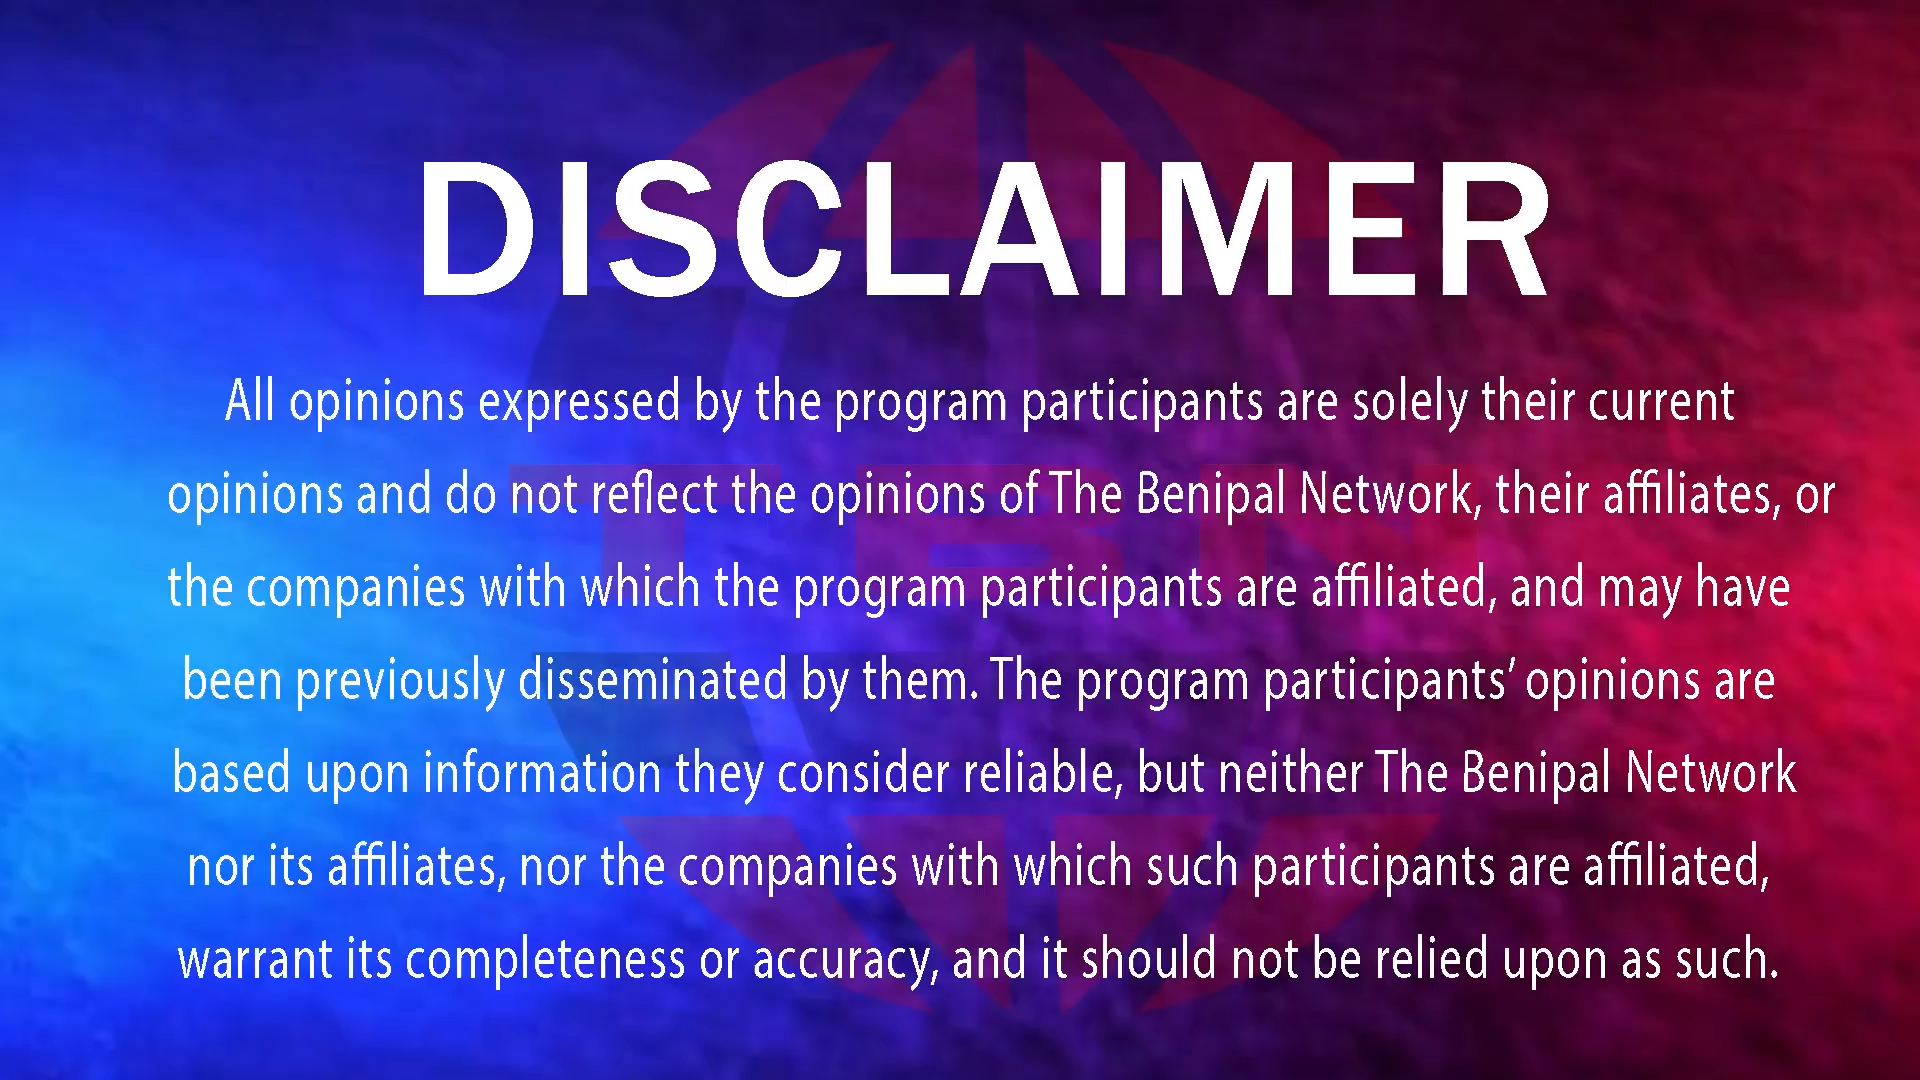 DISCLAIMER
All opinions expressed by the program participants are solely their current
opinions and do not reflect the opinions of The Benipal Network, their affiliates, or
the companies with which the program participants are affiliated, and may have
been previously disseminated by them. The program participants’ opinions are
based upon information they consider reliable, but neither The Benipal Network
nor its affiliates, nor the companies with which such participants are affiliated,
warrant its completeness or accuracy, and it should not be relied upon as such.
TBN